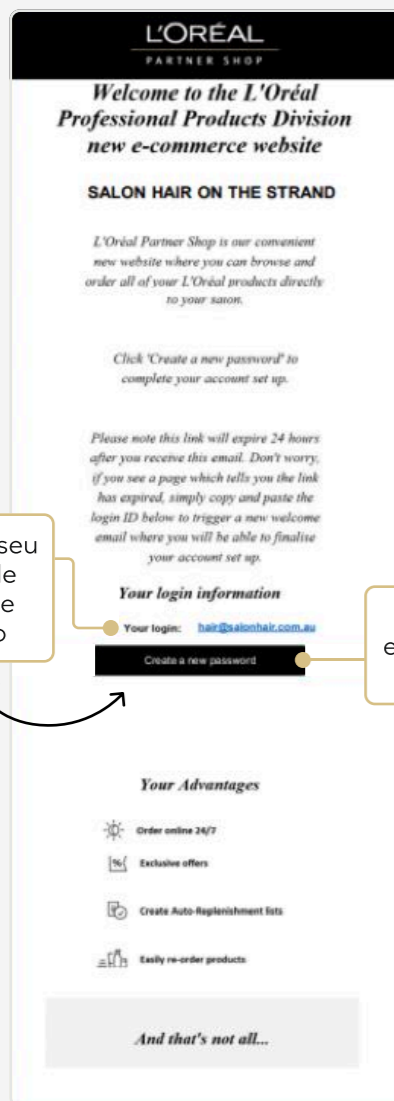 L'ORÉAL
PARTNER SHOP
Welcome to the L'Oréal
Professional Products Division
new e-commerce website
SALON HAIR ON THE STRAND
L'Oréal Partner Shop is our convenient
new website where you can browse and
order all of your L'Oréal products directly
to your salon.
Click 'Create a new password' to
complete your account set up.
Please note this link will expire 24 hours
after you receive this email. Don't worry,
if you see a page which tells you the link
has expired, simply copy and paste the
login ID below to trigger a new welcome
email where you will be able to finalise
your account set up.
Your login information
seu
Your login: hair@salonhair.com.au
Create a new password
Your Advantages
Order online 24/7
Exclusive offers
Create Auto-Replenishment lists
Easily re-order products
And that's not all...